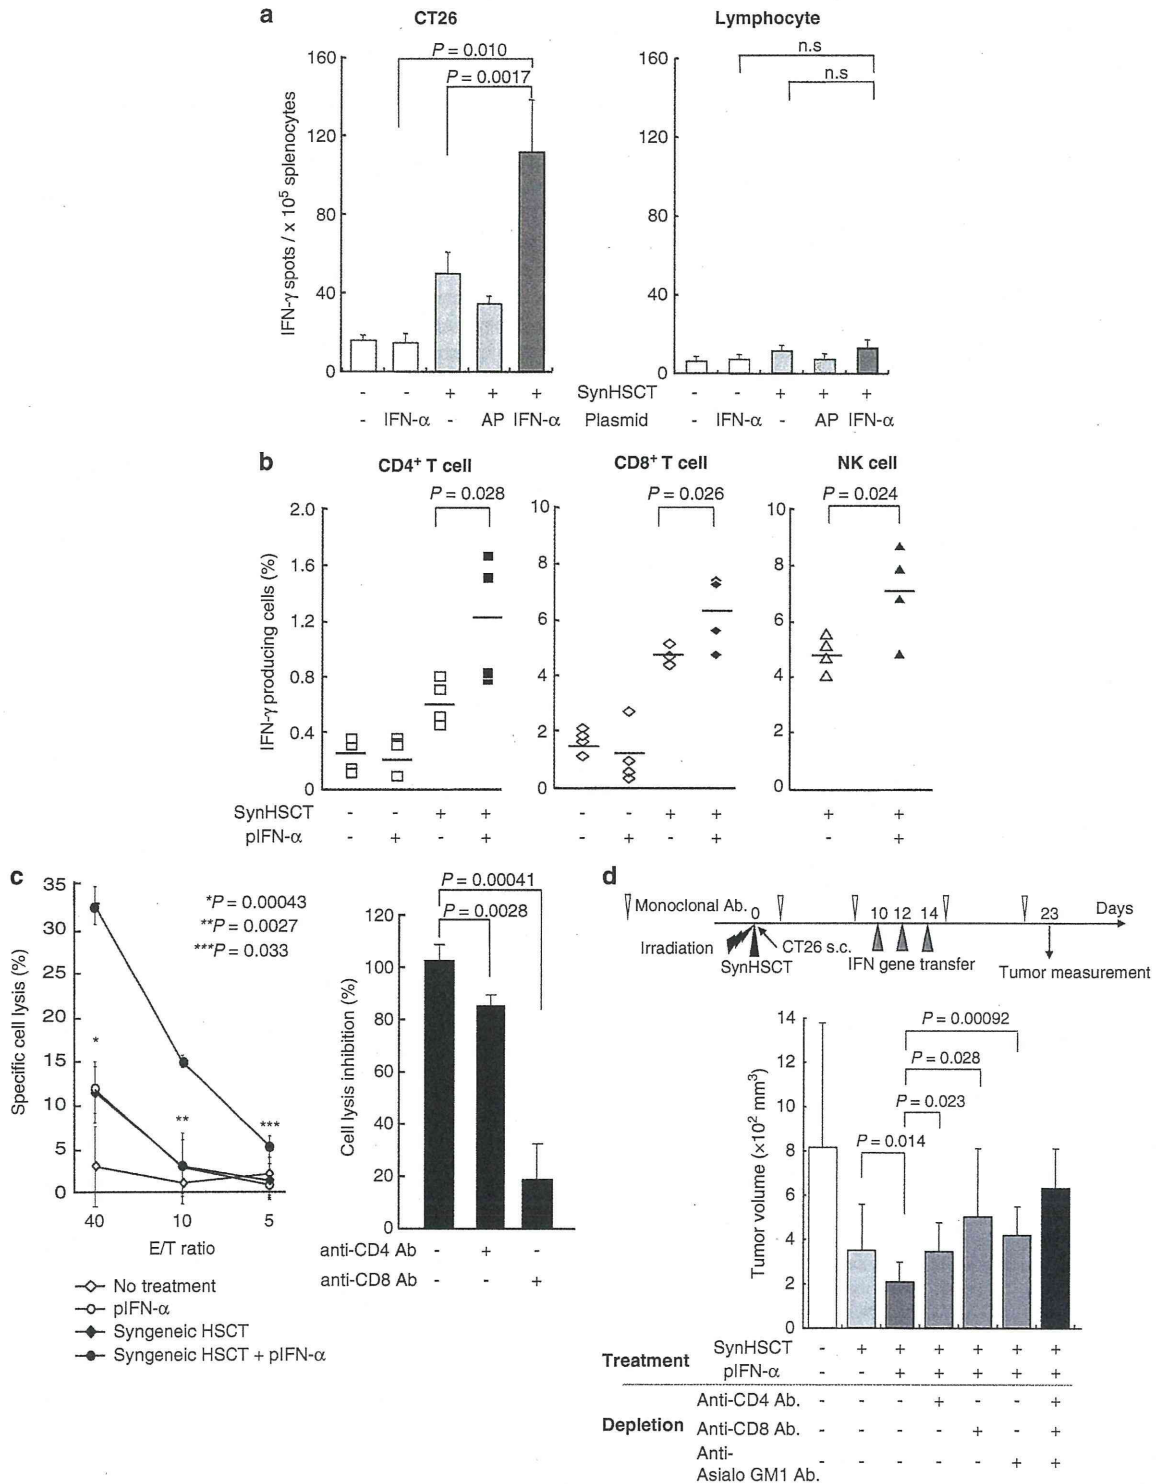 a
CT26
Lymphocyte
IFN-γ spots / x 10⁵ splenocytes
160
120
80
40
0
P = 0.010
P = 0.0017
160
120
80
40
0
n.s
n.s
- - + + + SynHSCT - - + + +
- IFN-α - AP IFN-α Plasmid - IFN-α - AP IFN-α
b
CD4⁺ T cell
CD8⁺ T cell
NK cell
IFN-γ producing cells (%)
P = 0.028
P = 0.026
P = 0.024
2.0
1.6
1.2
0.8
0.4
0
10
8
6
4
2
0
10
8
6
4
2
0
SynHSCT - - + + - - + + + +
pIFN-α - + - + - + - + - +
c
Specific cell lysis (%)
35
30
25
20
15
10
5
0
*P = 0.00043
**P = 0.0027
***P = 0.033
*
**
***
*
40 10 5
E/T ratio
No treatment
pIFN-α
Syngeneic HSCT
Syngeneic HSCT + pIFN-α
Cell lysis inhibition (%)
P = 0.00041
P = 0.0028
120
100
80
60
40
20
0
anti-CD4 Ab - + -
anti-CD8 Ab - - +
d
Monoclonal Ab.
0 10 12 14 23 Days
Irradiation
SynHSCT
CT26 s.c.
IFN gene transfer
Tumor measurement
Tumor volume (×10² mm³)
14
12
10
8
6
4
2
0
P = 0.00092
P = 0.028
P = 0.023
P = 0.014
Treatment
SynHSCT - + + + + + +
pIFN-α - - + + + + +
Depletion
Anti-CD4 Ab. - - - + - - +
Anti-CD8 Ab. - - - - + - +
Anti-
Asialo GM1 Ab. - - - - - + +